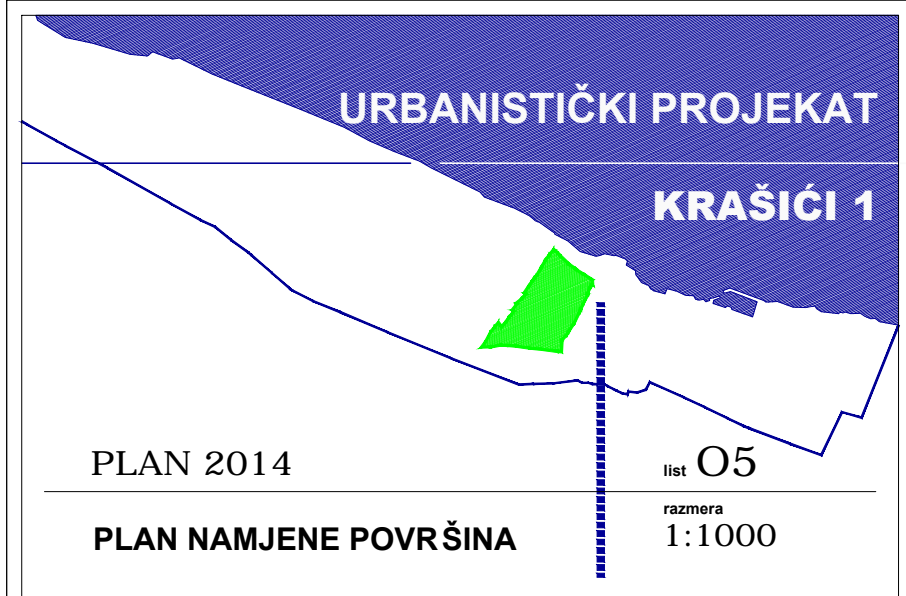 URBANISTIČKI PROJEKAT
KRAŠIĆI 1
PLAN 2014
list O5
PLAN NAMJENE POVRŠINA
razmera
1:1000